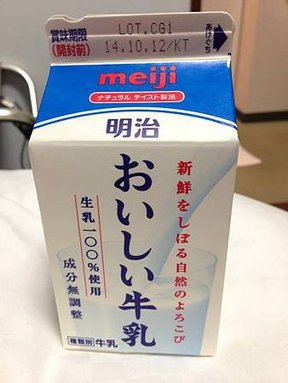 賞味期限
(開封前)
LOT.CG1
14.10.12/KT
あけぐち
meiji
ナチュラル テイスト製法
明治
おいしい牛乳
新鮮をしぼる自然のよろこび
生乳一〇〇%使用
成分無調整
種類別 牛乳